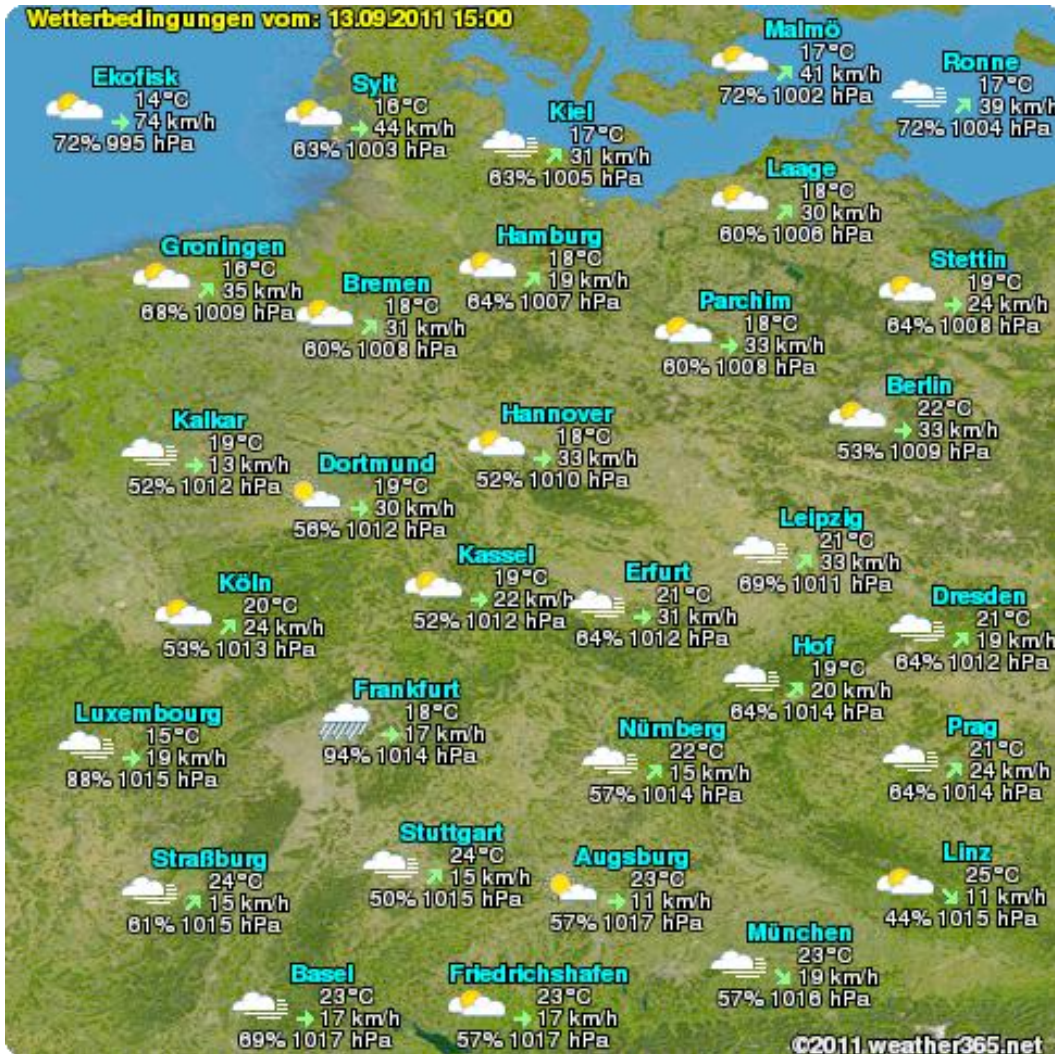 Wetterbedingungen vom: 13.09.2011 15:00
Malmö
17°C
41 km/h
72% 1002 hPa
Ronne
17°C
39 km/h
72% 1004 hPa
Ekofisk
14°C
74 km/h
72% 995 hPa
Sylt
16°C
44 km/h
63% 1003 hPa
Kiel
17°C
31 km/h
63% 1005 hPa
Laage
18°C
30 km/h
60% 1006 hPa
Groningen
16°C
35 km/h
68% 1009 hPa
Hamburg
18°C
19 km/h
64% 1007 hPa
Stettin
19°C
24 km/h
64% 1008 hPa
Bremen
18°C
31 km/h
60% 1008 hPa
Parchim
18°C
33 km/h
60% 1008 hPa
Berlin
22°C
33 km/h
53% 1009 hPa
Kalkar
19°C
13 km/h
52% 1012 hPa
Hannover
18°C
33 km/h
52% 1010 hPa
Dortmund
19°C
30 km/h
56% 1012 hPa
Leipzig
21°C
33 km/h
69% 1011 hPa
Kassel
19°C
22 km/h
52% 1012 hPa
Erfurt
21°C
31 km/h
64% 1012 hPa
Köln
20°C
24 km/h
53% 1013 hPa
Dresden
21°C
19 km/h
64% 1012 hPa
Hof
19°C
20 km/h
64% 1014 hPa
Frankfurt
18°C
17 km/h
94% 1014 hPa
Luxembourg
15°C
19 km/h
88% 1015 hPa
Nürnberg
22°C
15 km/h
57% 1014 hPa
Prag
21°C
24 km/h
64% 1014 hPa
Stuttgart
24°C
15 km/h
50% 1015 hPa
Straßburg
24°C
15 km/h
61% 1015 hPa
Augsburg
23°C
11 km/h
57% 1017 hPa
Linz
25°C
11 km/h
44% 1015 hPa
München
23°C
19 km/h
57% 1016 hPa
Basel
23°C
17 km/h
69% 1017 hPa
Friedrichshafen
23°C
17 km/h
57% 1017 hPa
©2011 weather365.net